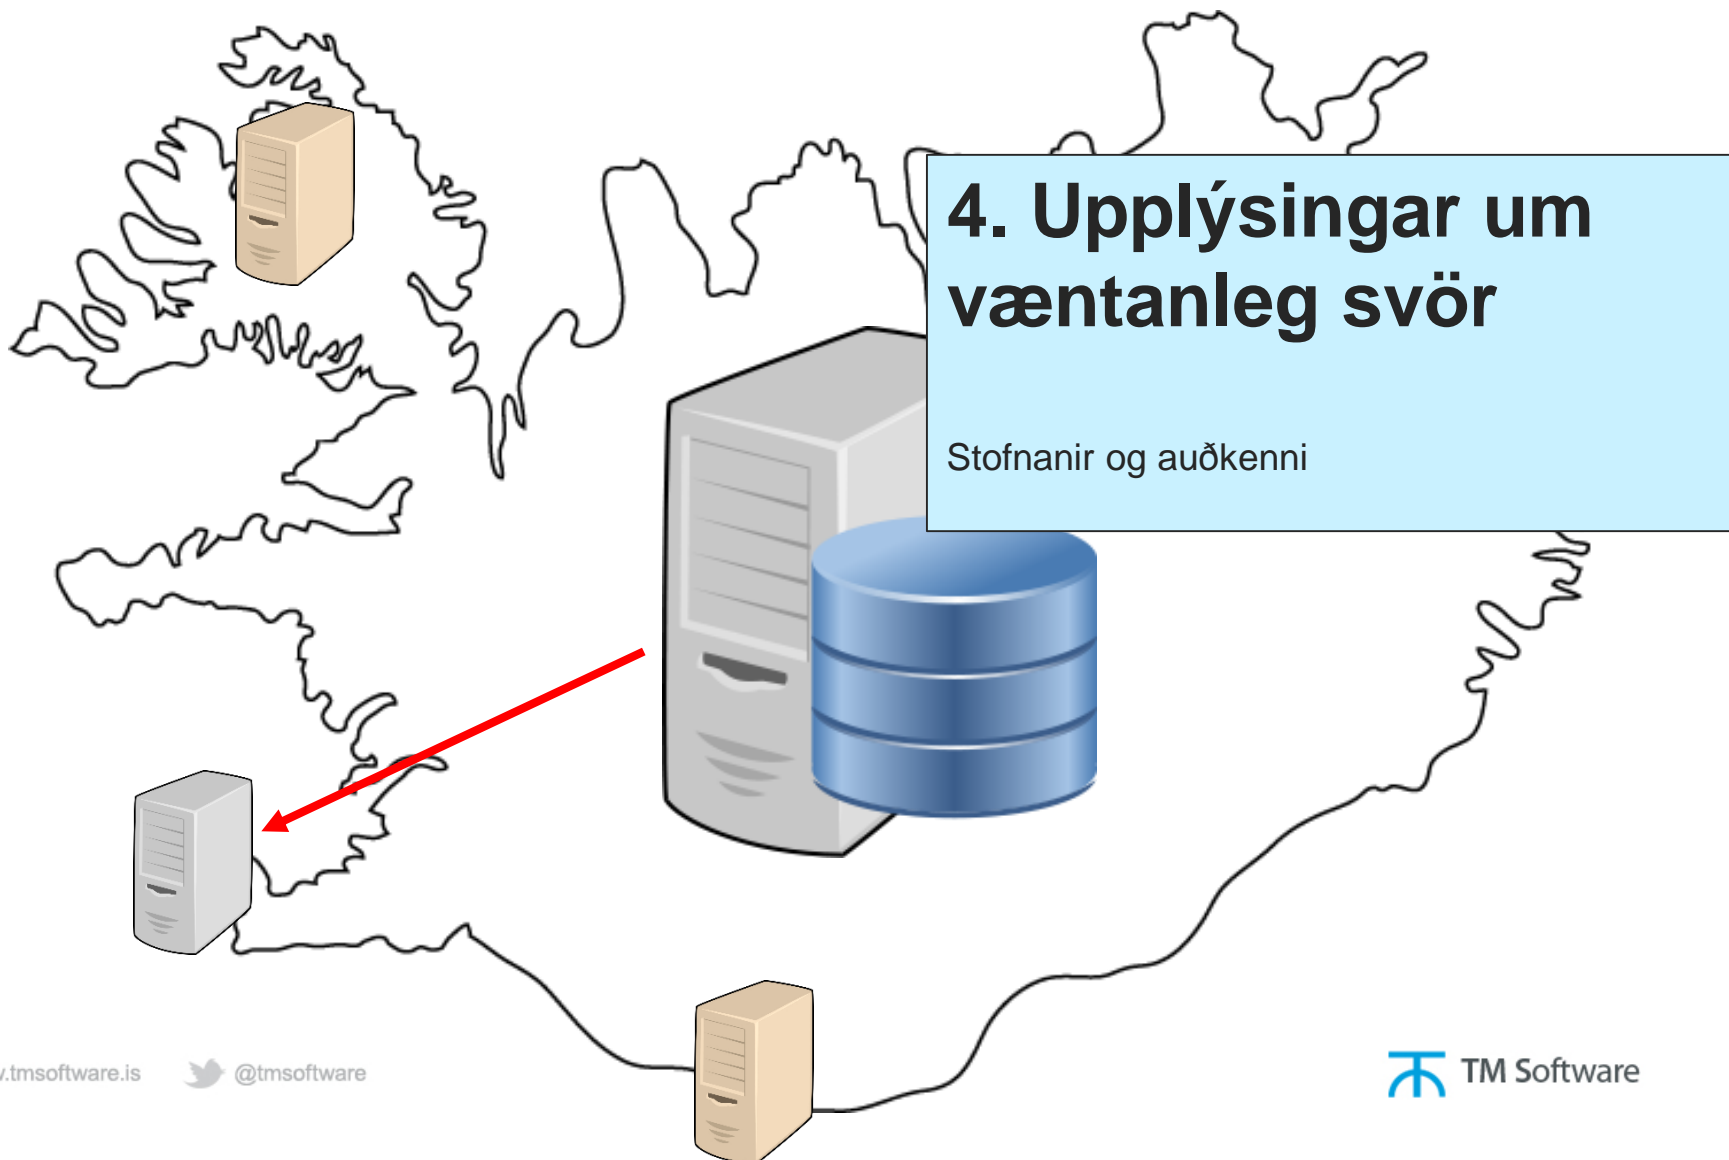 4. Upplýsingar um
væntanleg svör
Stofnanir og auðkenni
.tmsoftware.is
@tmsoftware
TM Software